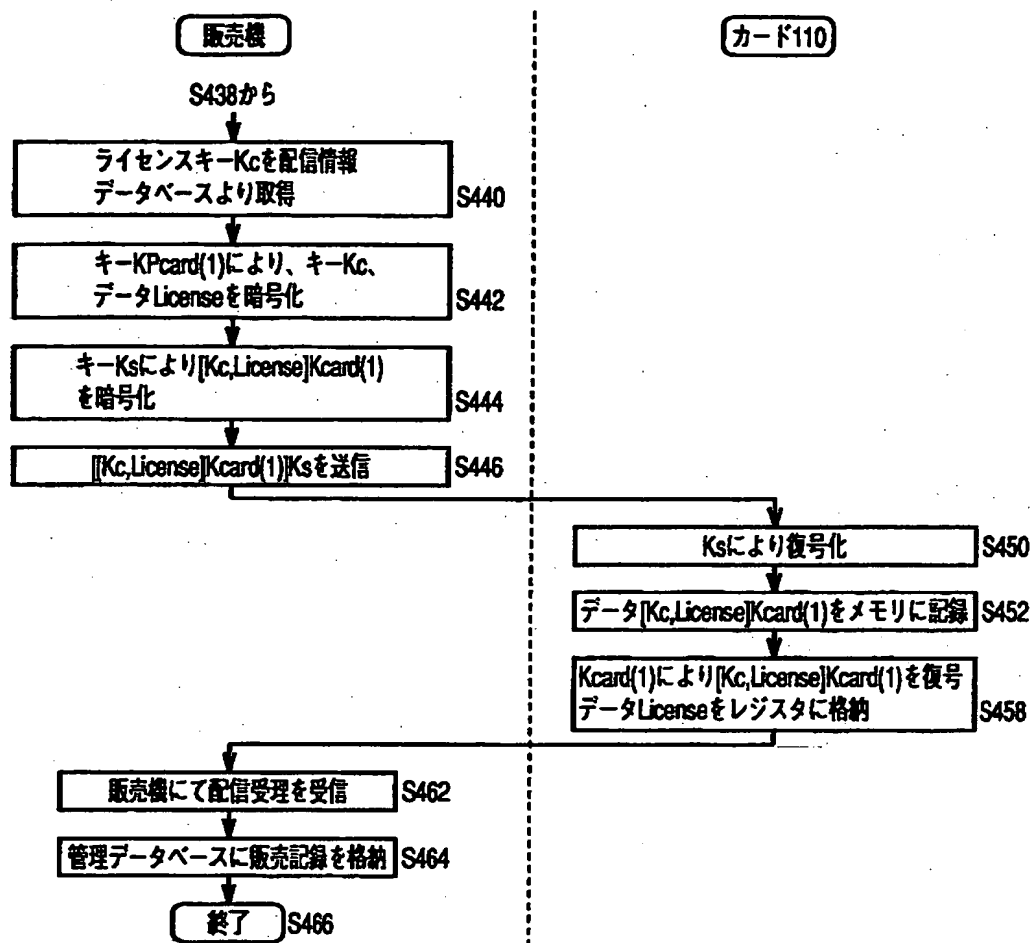 販売機
カード110
S438から
ライセンスキーKcを配信情報
データベースより取得
S440
キーKPcard(1)により、キーKc、
データLicenseを暗号化
S442
キーKsにより[Kc,License]Kcard(1)
を暗号化
S444
[[Kc,License]Kcard(1)]Ksを送信
S446
Ksにより復号化
S450
データ[Kc,License]Kcard(1)をメモリに記録
S452
Kcard(1)により[Kc,License]Kcard(1)を復号
データLicenseをレジスタに格納
S458
販売機にて配信受理を受信
S462
管理データベースに販売記録を格納
S464
終了
S466